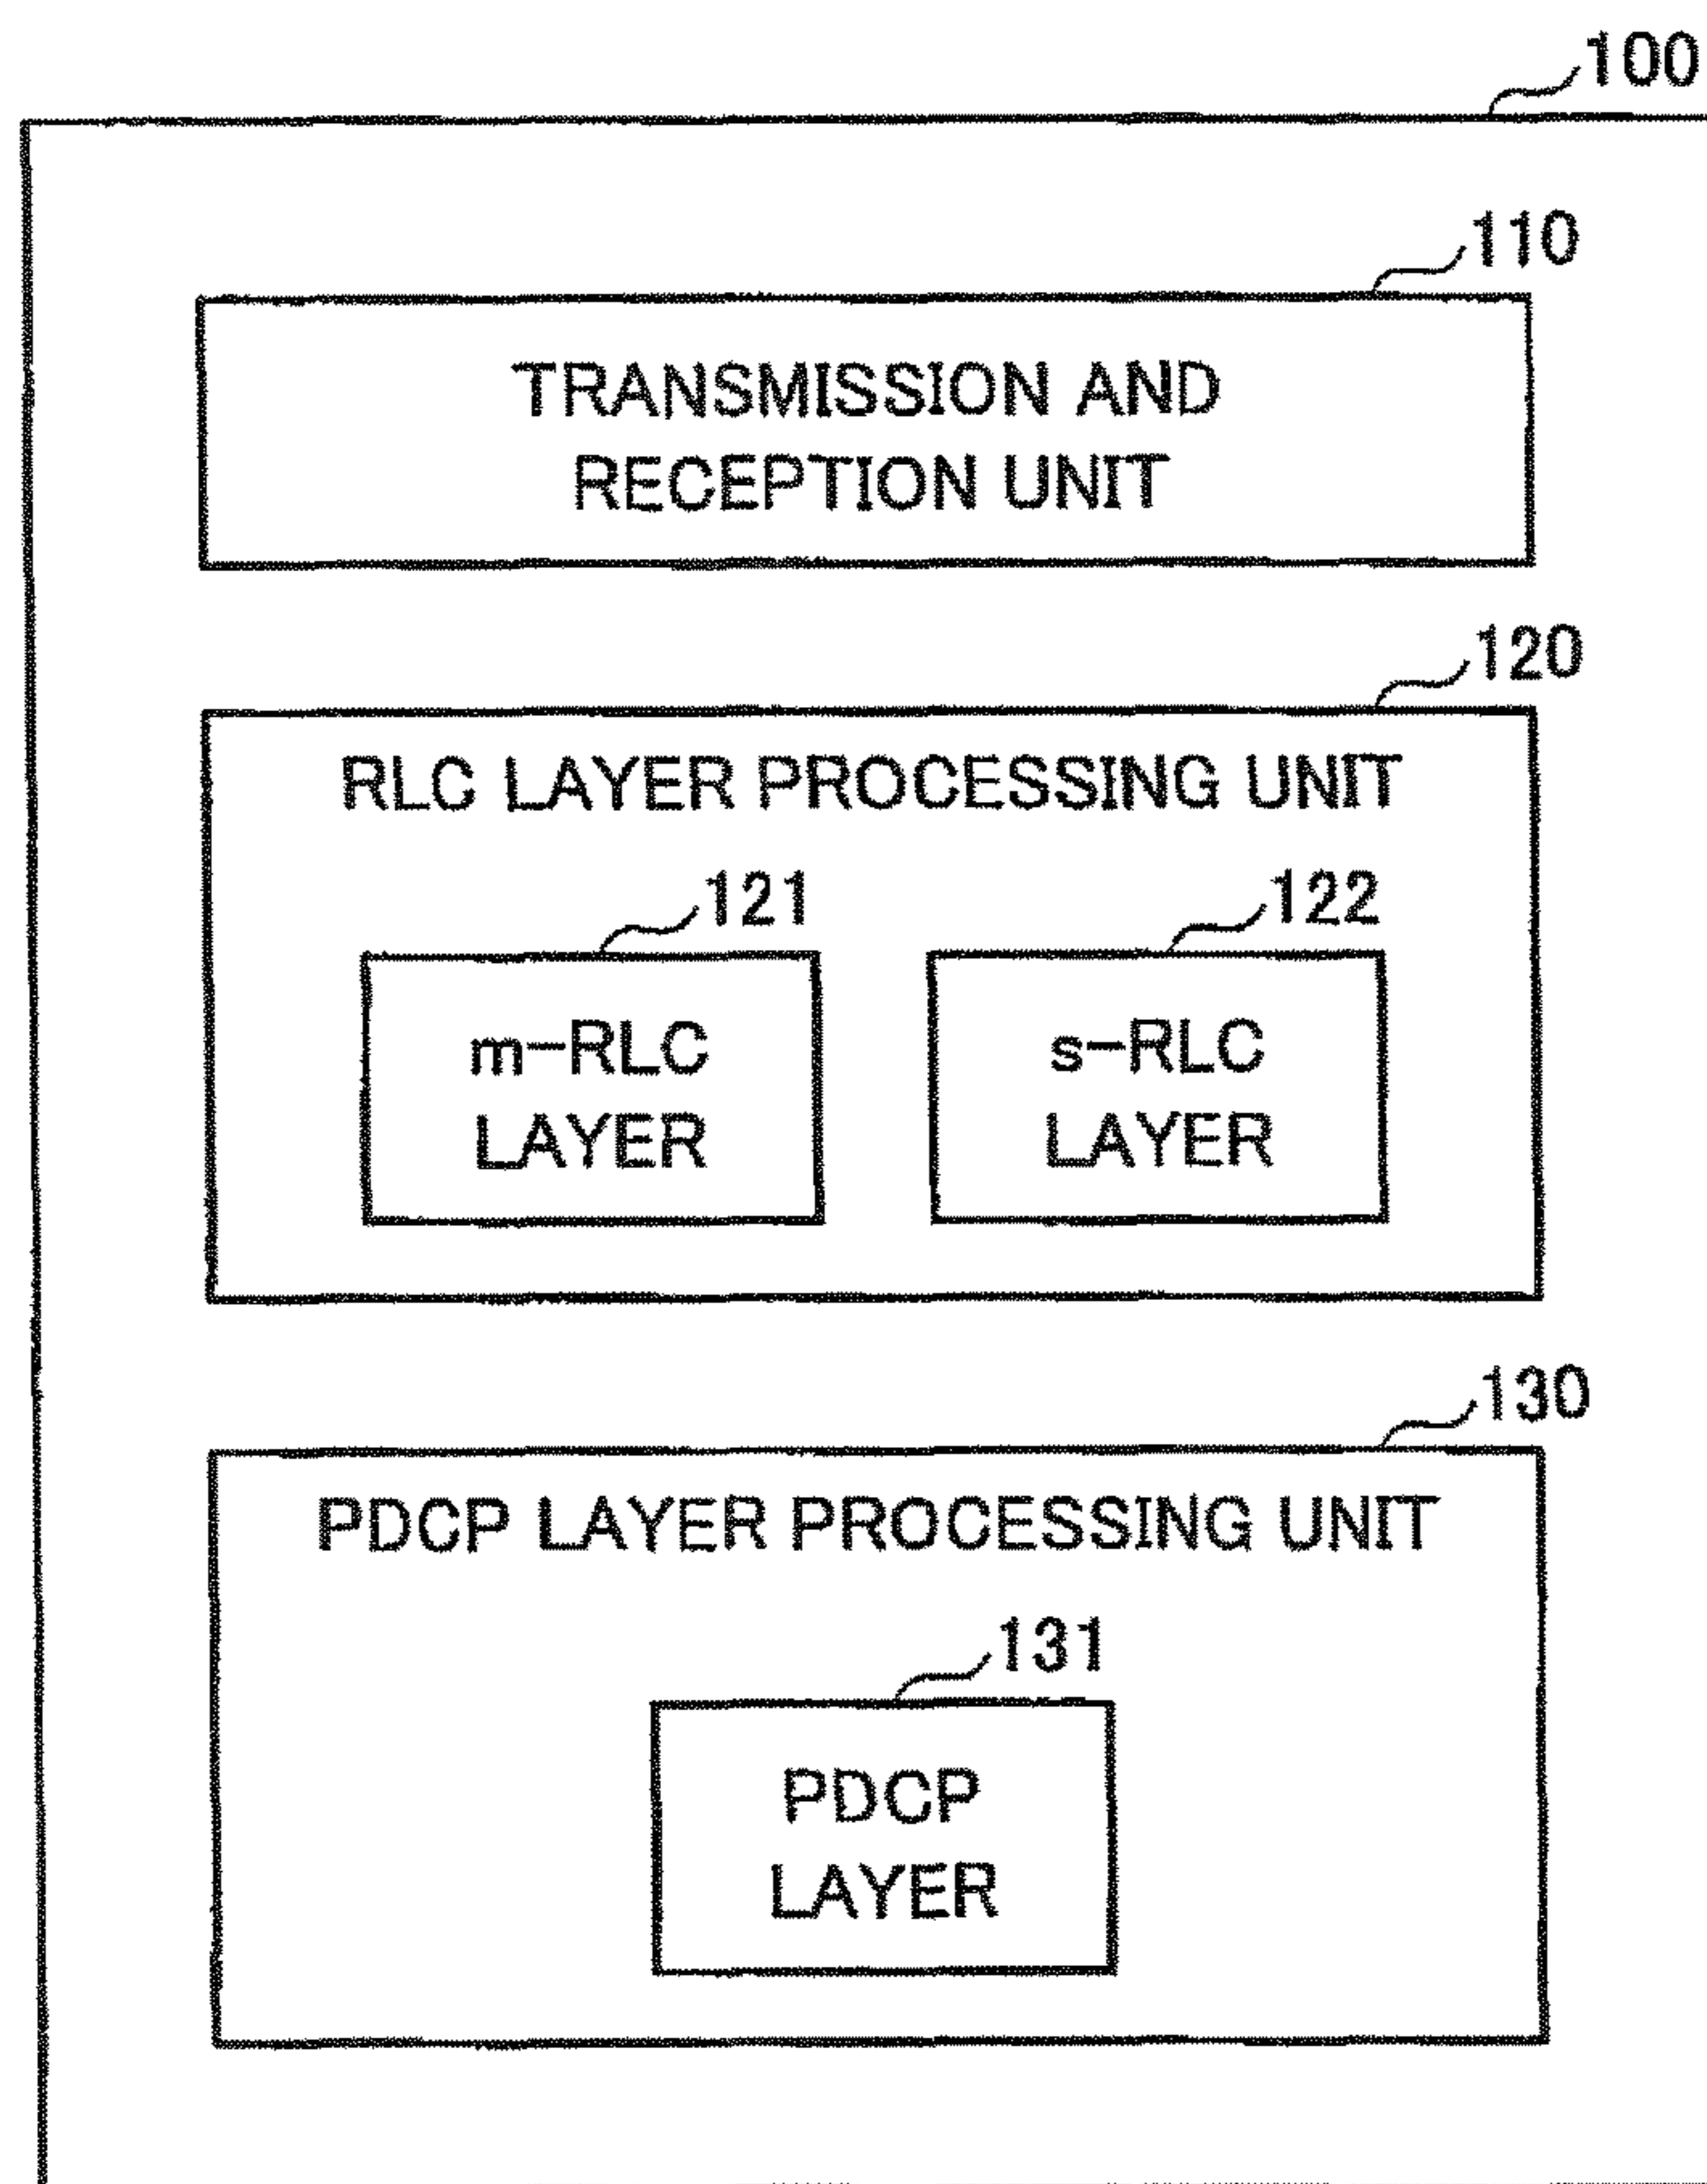 100
110
TRANSMISSION AND
RECEPTION UNIT
120
RLC LAYER PROCESSING UNIT
121
122
m-RLC
LAYER
s-RLC
LAYER
130
PDCP LAYER PROCESSING UNIT
131
PDCP
LAYER